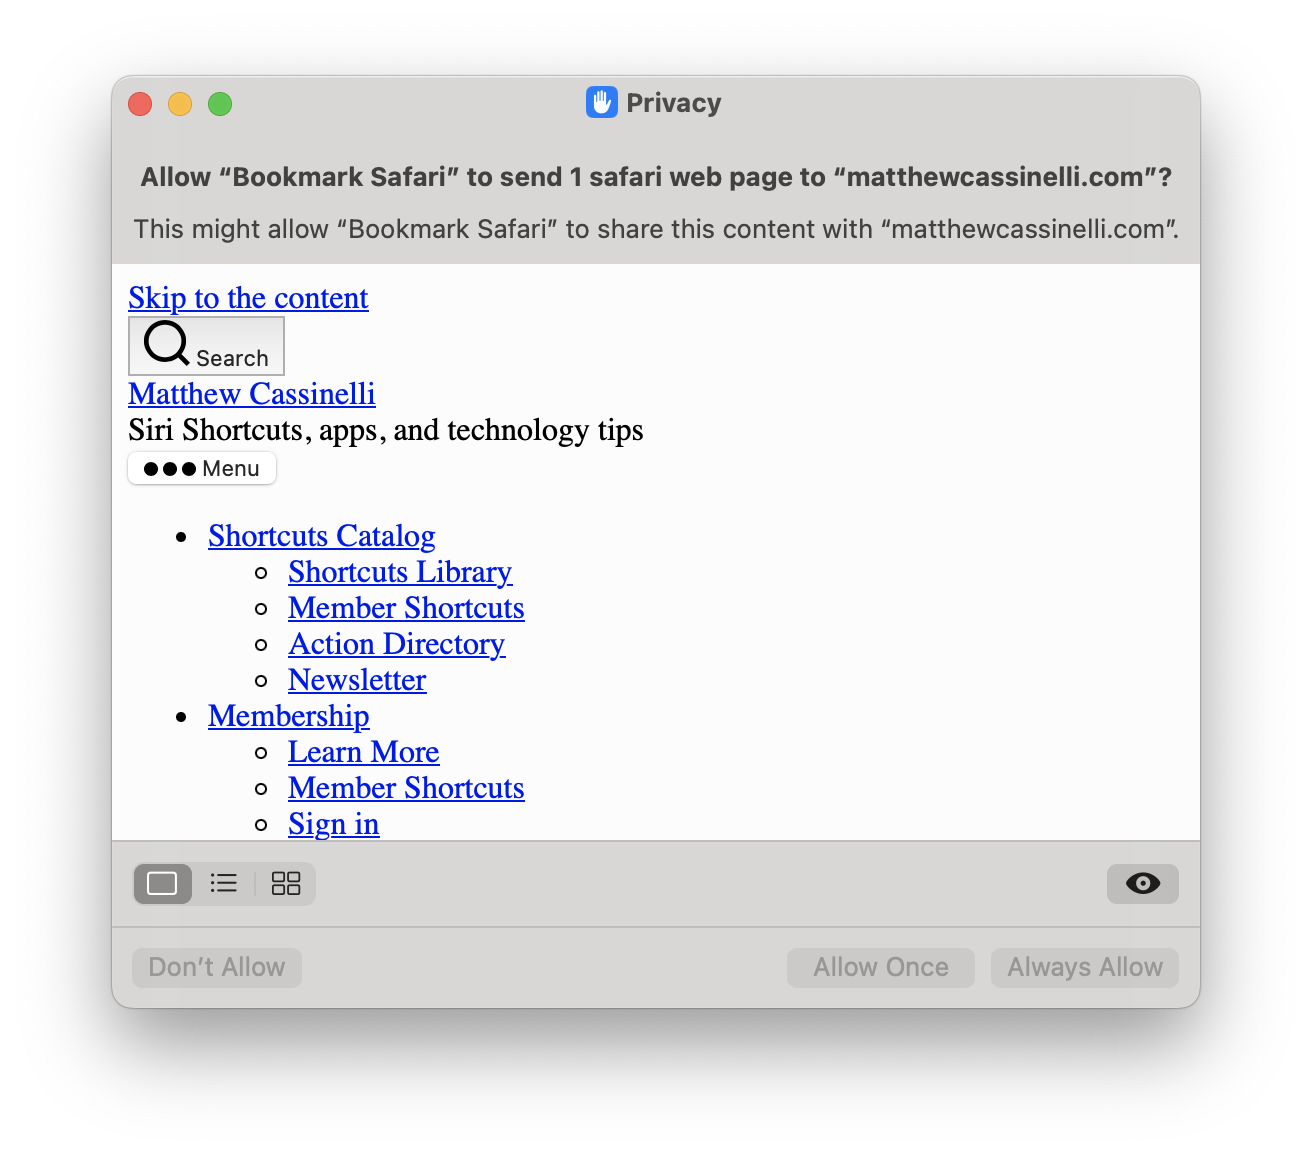 Privacy
Allow “Bookmark Safari” to send 1 safari web page to “matthewcassinelli.com”?
This might allow “Bookmark Safari” to share this content with “matthewcassinelli.com”.
Skip to the content
Search
Matthew Cassinelli
Siri Shortcuts, apps, and technology tips
Menu
Shortcuts Catalog
Shortcuts Library
Member Shortcuts
Action Directory
Newsletter
Membership
Learn More
Member Shortcuts
Sign in
Don’t Allow
Allow Once
Always Allow